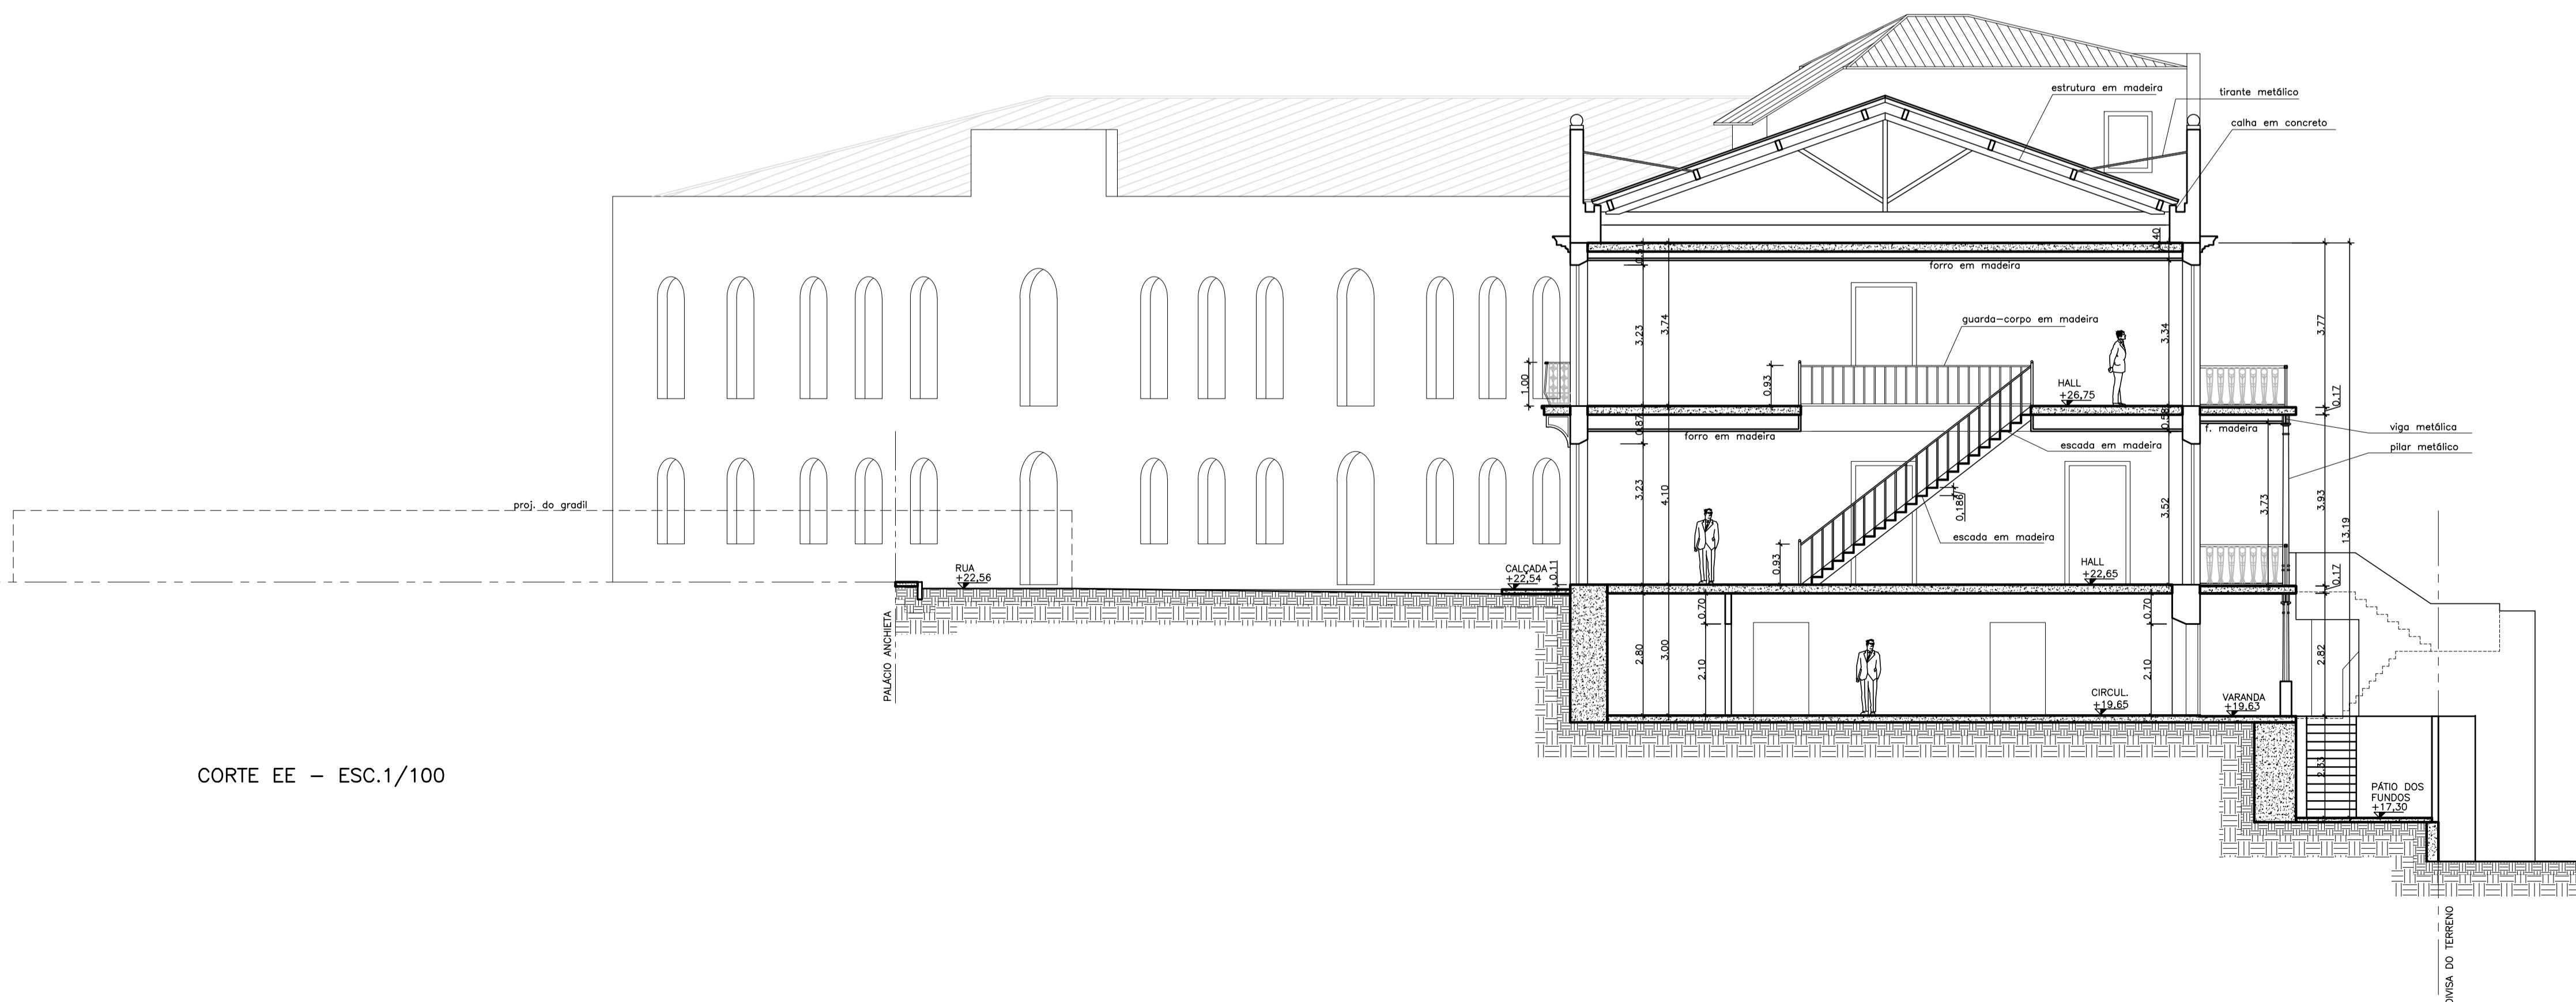 estrutura em madeira
tirante metálico
calha em concreto
0.40
0.51
forro em madeira
guarda-corpo em madeira
3.23
3.74
3.34
3.77
1.00
0.93
HALL
+26,75
0.17
0.87
0.58
forro em madeira
f. madeira
viga metálica
escada em madeira
pilar metálico
proj. do gradil
3.23
4.10
0,186
3.52
3.73
3.93
13.19
escada em madeira
0.93
RUA
+22,56
CALÇADA
+22,54
0.11
HALL
+22,65
0.17
PALÁCIO ANCHIETA
0.70
0.70
2.80
3.00
2.10
2.10
2.82
CIRCUL.
+19.65
VARANDA
+19.63
CORTE EE – ESC.1/100
2.33
PÁTIO DOS
FUNDOS
+17,30
DIVISA DO TERRENO